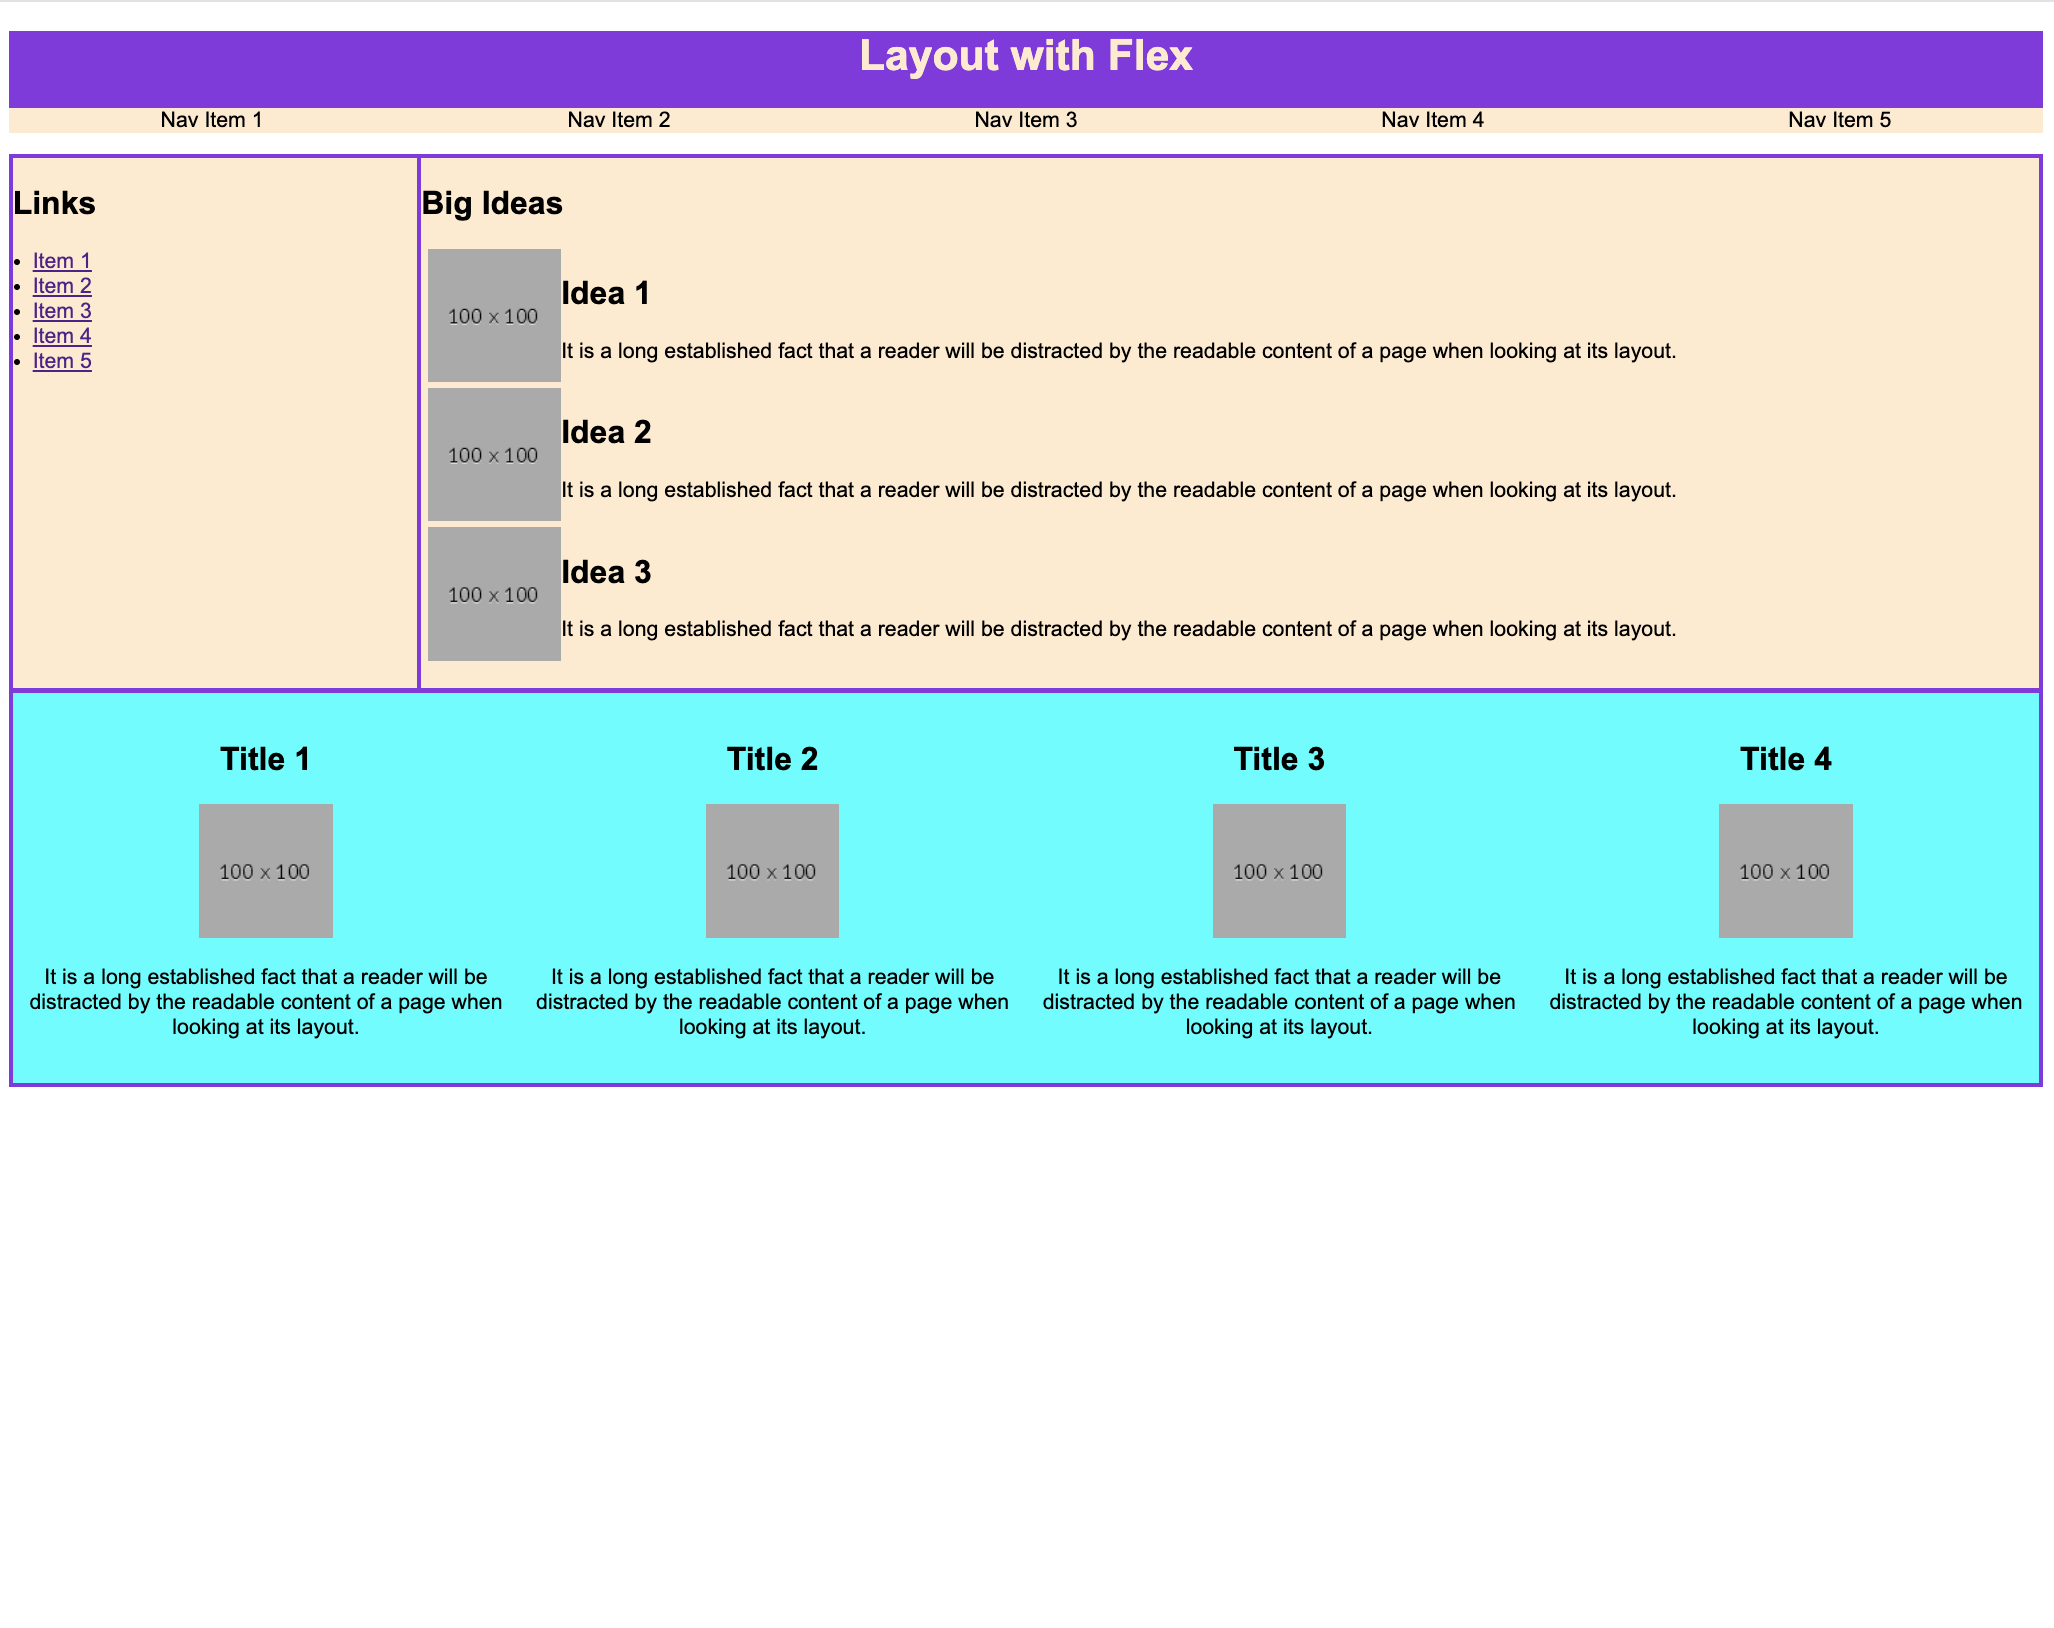 Layout with Flex
Nav Item 1 Nav Item 2 Nav Item 3 Nav Item 4 Nav Item 5
Links
• Item 1
• Item 2
• Item 3
• Item 4
• Item 5
Big Ideas
100 x 100
Idea 1
It is a long established fact that a reader will be distracted by the readable content of a page when looking at its layout.
100 x 100
Idea 2
It is a long established fact that a reader will be distracted by the readable content of a page when looking at its layout.
100 x 100
Idea 3
It is a long established fact that a reader will be distracted by the readable content of a page when looking at its layout.
Title 1
100 x 100
It is a long established fact that a reader will be
distracted by the readable content of a page when
looking at its layout.
Title 2
100 x 100
It is a long established fact that a reader will be
distracted by the readable content of a page when
looking at its layout.
Title 3
100 x 100
It is a long established fact that a reader will be
distracted by the readable content of a page when
looking at its layout.
Title 4
100 x 100
It is a long established fact that a reader will be
distracted by the readable content of a page when
looking at its layout.